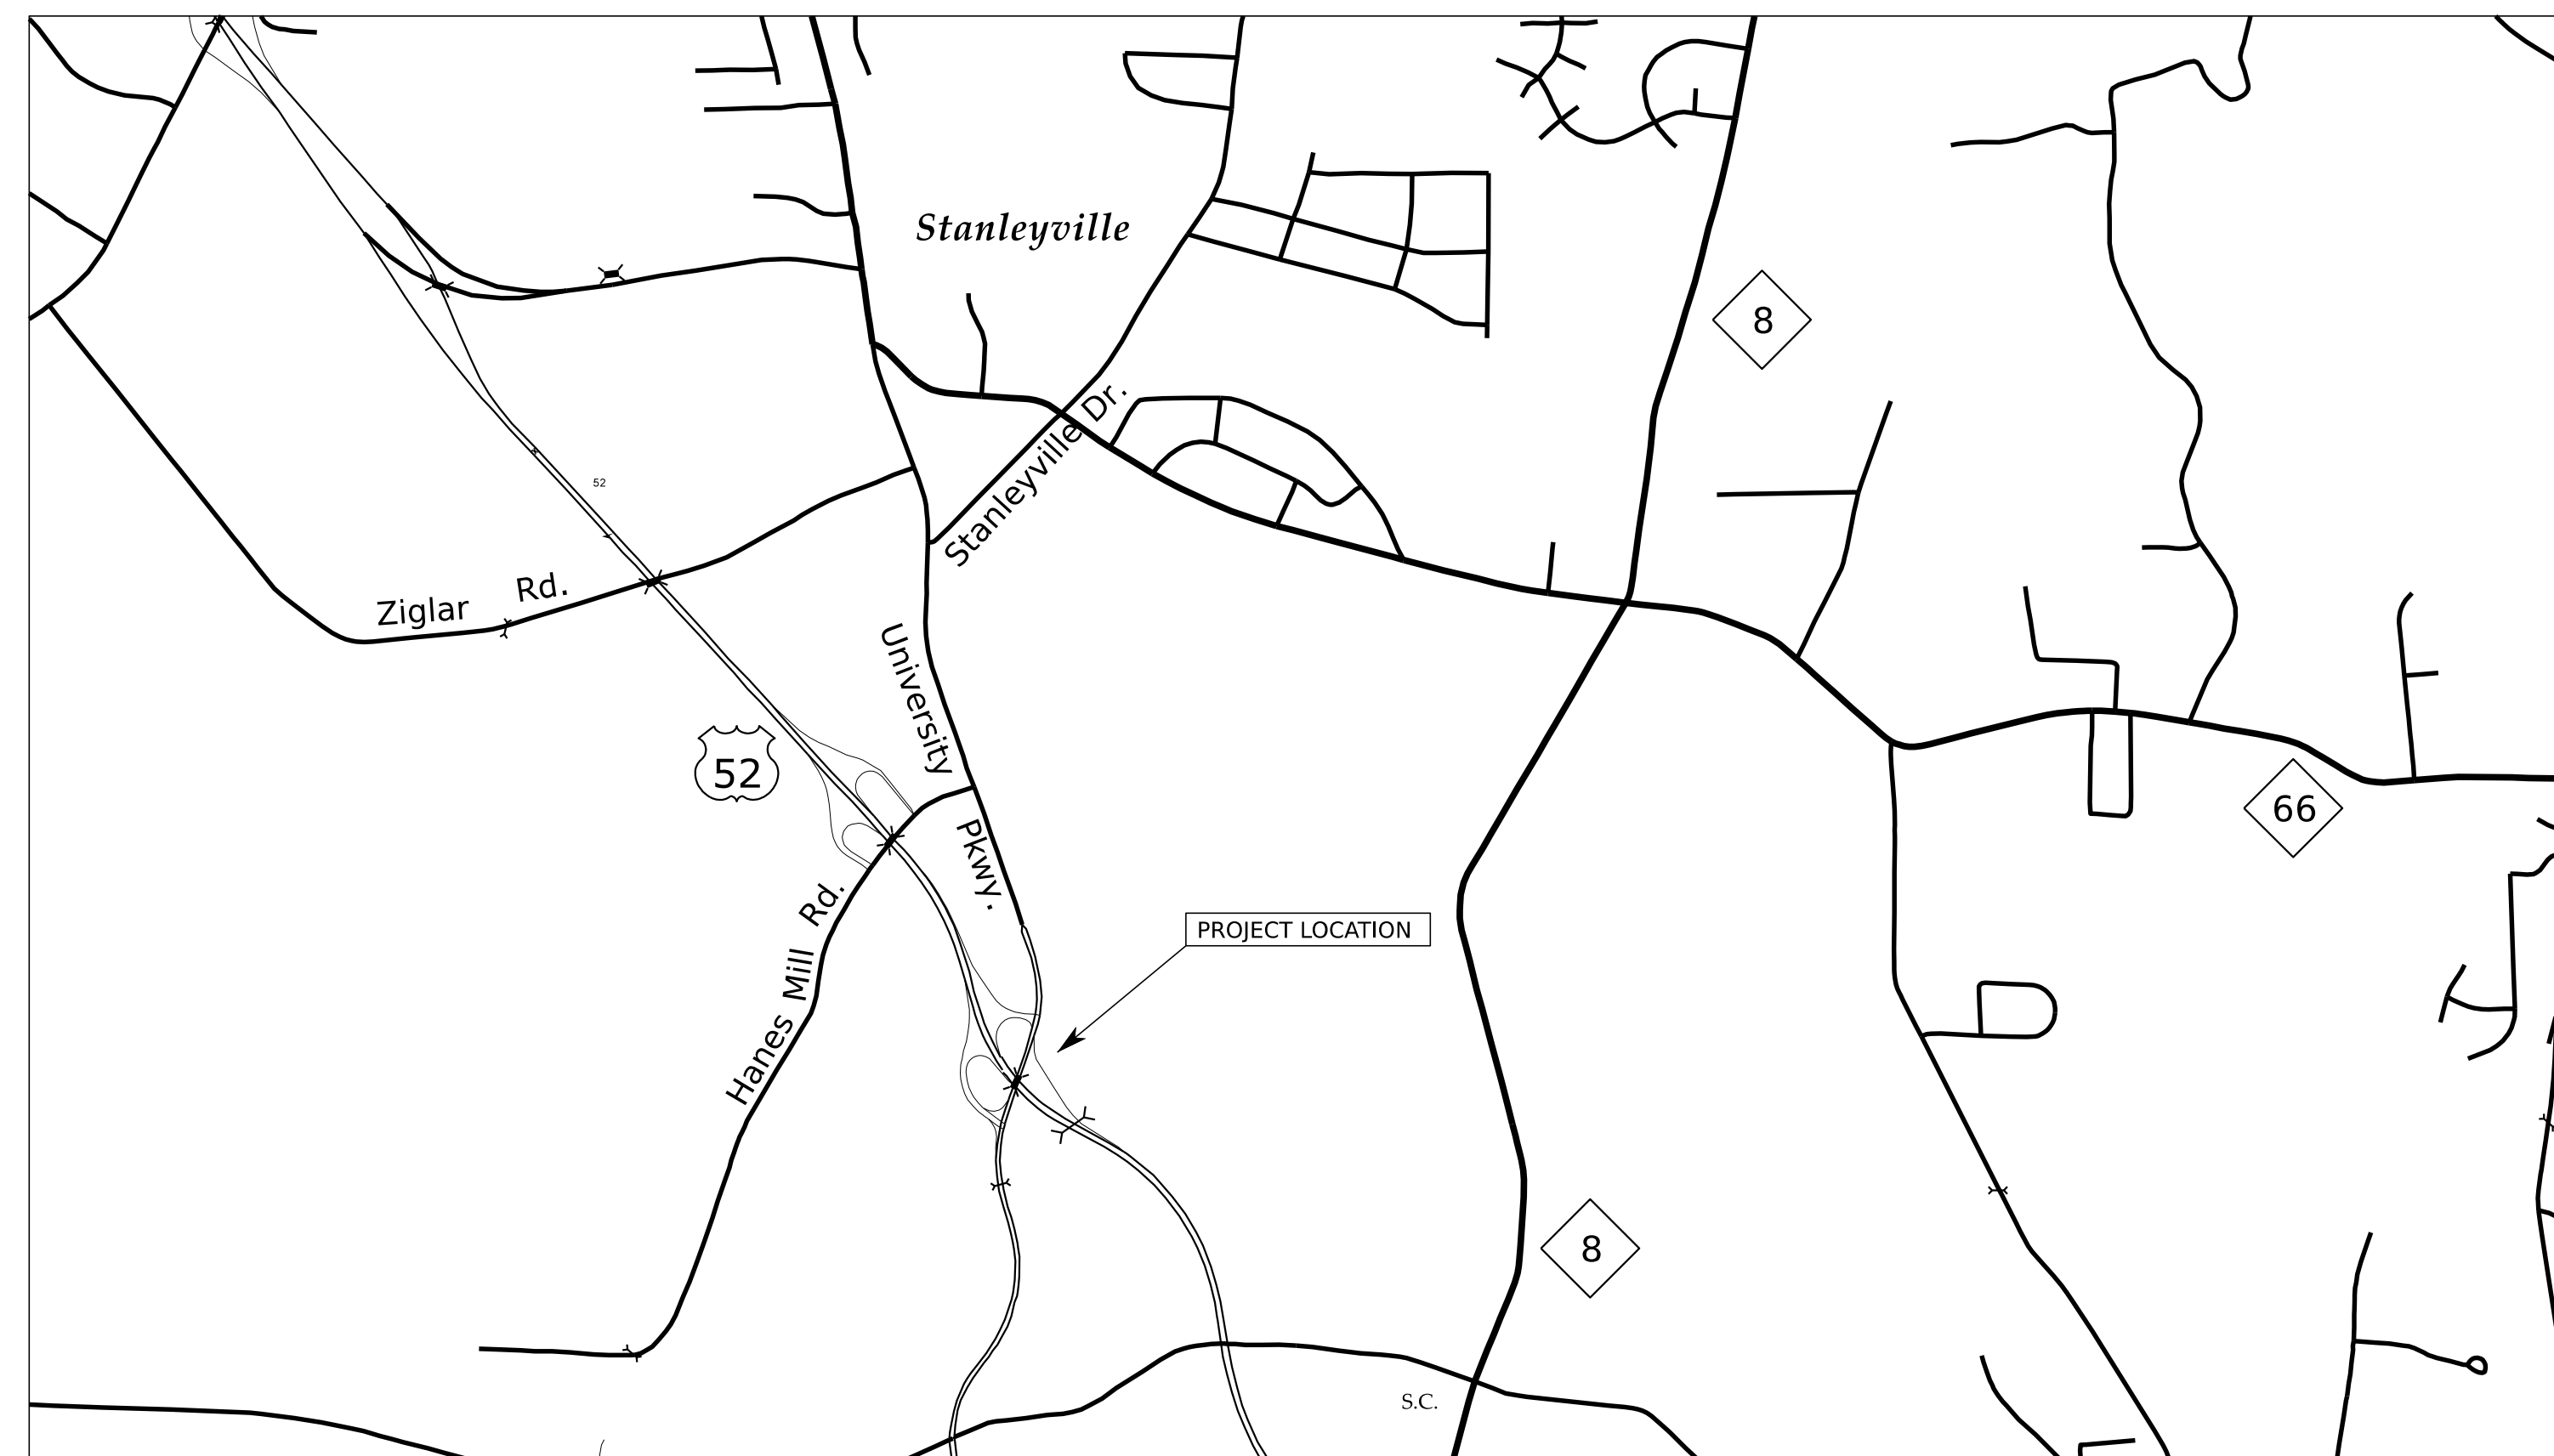 Stanleyville
8
Stanleyville Dr.
52
Ziglar Rd.
University Pkwy.
52
66
Hanes Mill Rd.
PROJECT LOCATION
8
S.C.